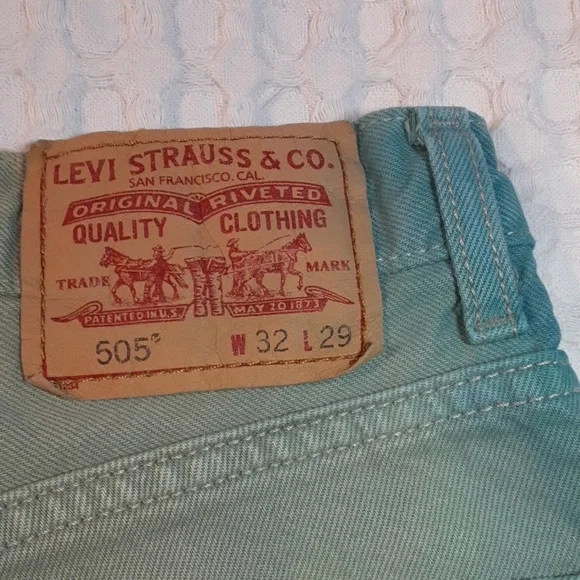 LEVI STRAUSS & CO.
SAN FRANCISCO, CAL.
ORIGINAL RIVETED
QUALITY CLOTHING
TRADE MARK
PATENTED IN U.S. MAY 20 1873
505 W 32 L 29